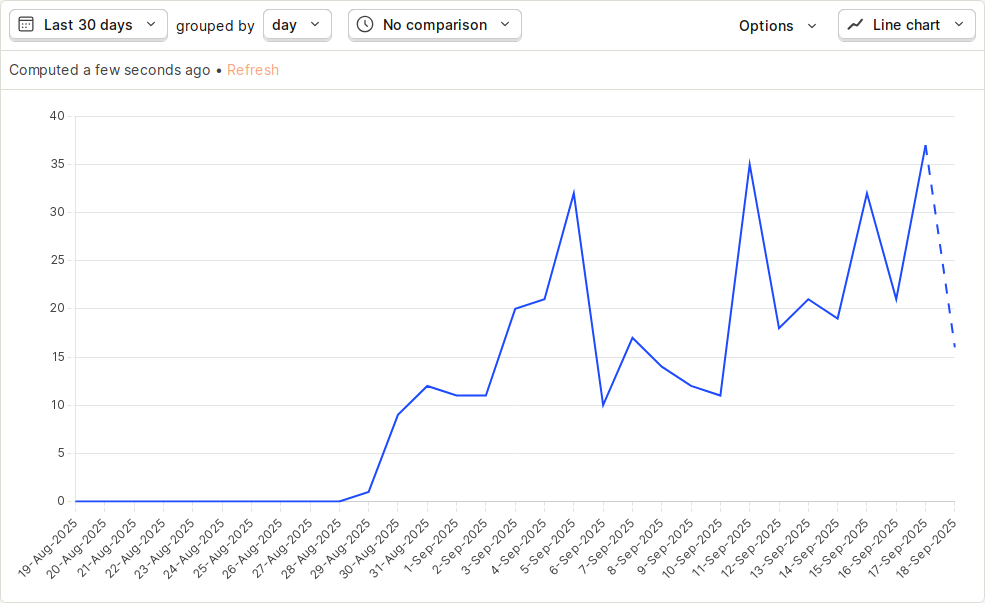 Last 30 days grouped by day No comparison Options Line chart
Computed a few seconds ago • Refresh
40
35
30
25
20
15
10
5
0
19-Aug-2025
20-Aug-2025
21-Aug-2025
22-Aug-2025
23-Aug-2025
24-Aug-2025
25-Aug-2025
26-Aug-2025
27-Aug-2025
28-Aug-2025
29-Aug-2025
30-Aug-2025
31-Aug-2025
1-Sep-2025
2-Sep-2025
3-Sep-2025
4-Sep-2025
5-Sep-2025
6-Sep-2025
7-Sep-2025
8-Sep-2025
9-Sep-2025
10-Sep-2025
11-Sep-2025
12-Sep-2025
13-Sep-2025
14-Sep-2025
15-Sep-2025
16-Sep-2025
17-Sep-2025
18-Sep-2025